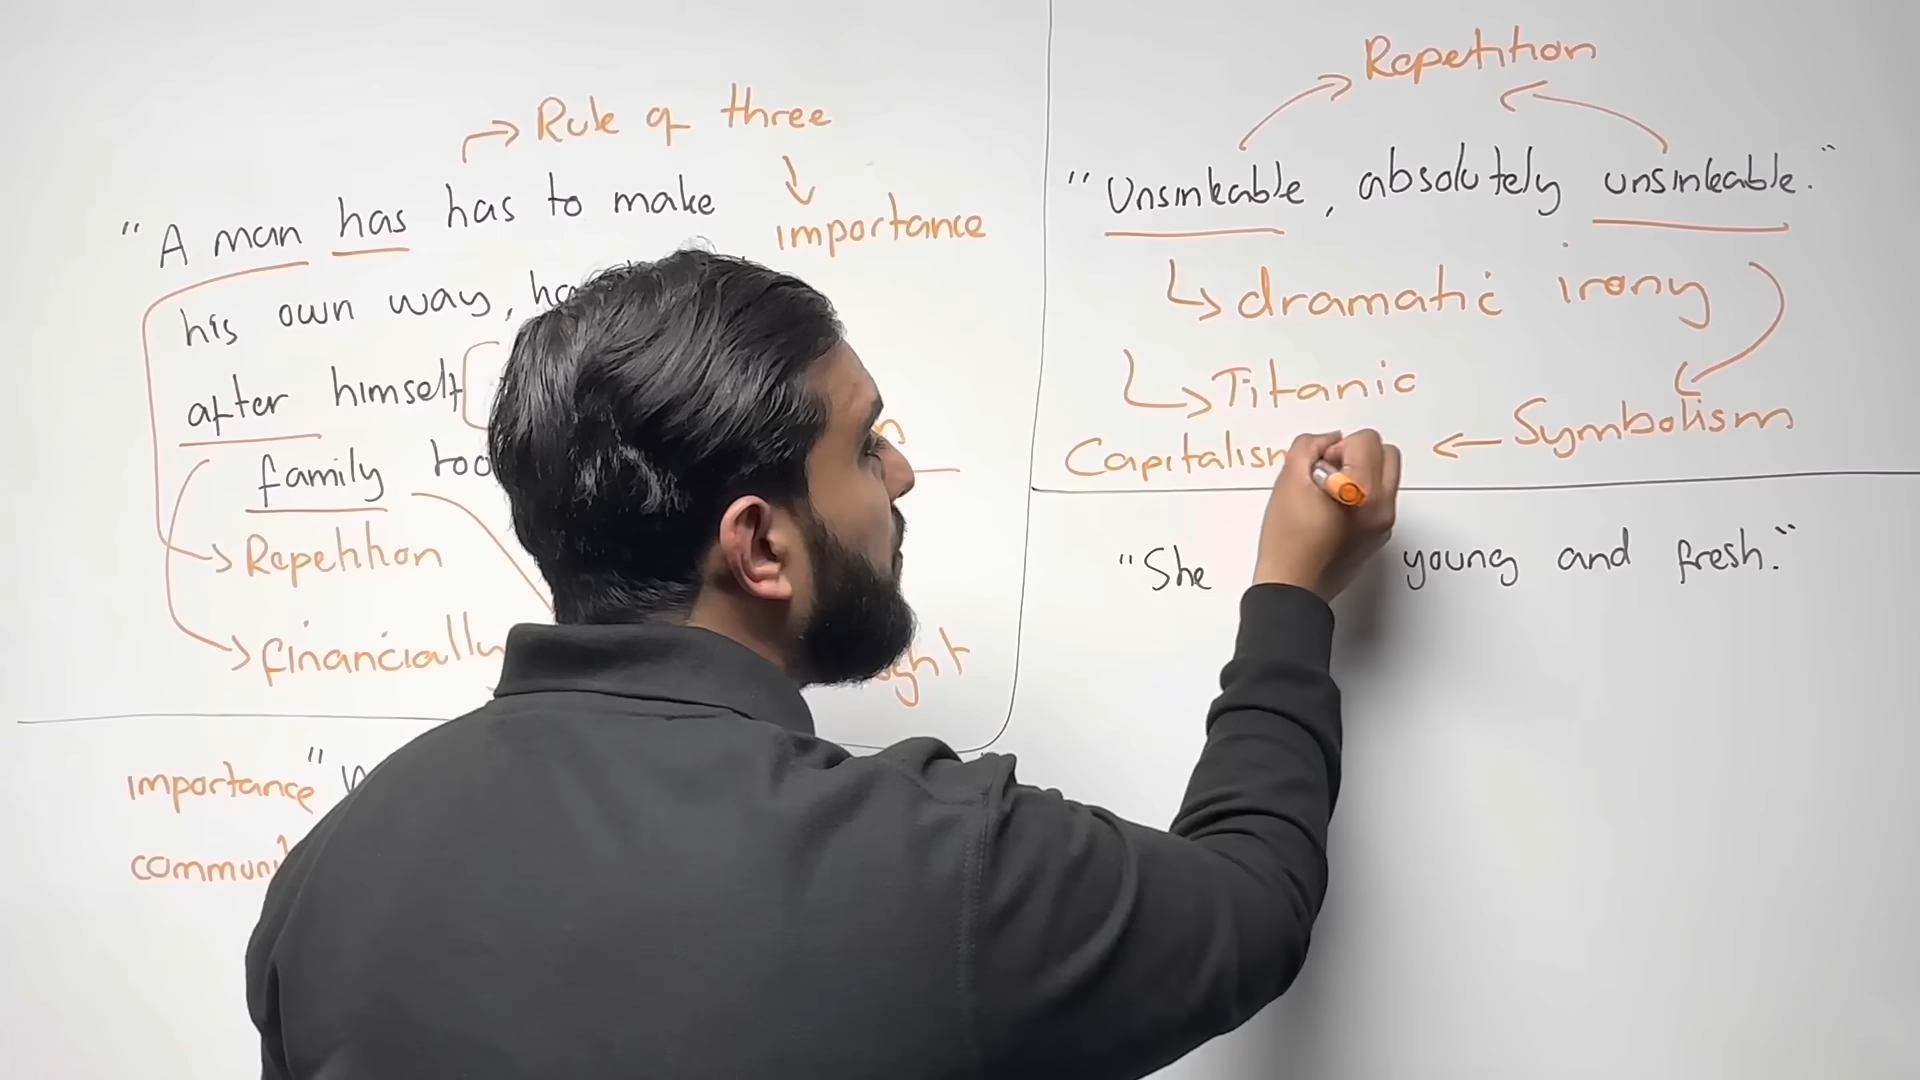 Rule of three
importance
"A man has has to make
his own way,
after himself
family too
Repetition
financially
importance "
Repetition
"Unsinkable, absolutely unsinkable."
dramatic irony
Titanic
Symbolism
Capitalism
"She young and fresh."